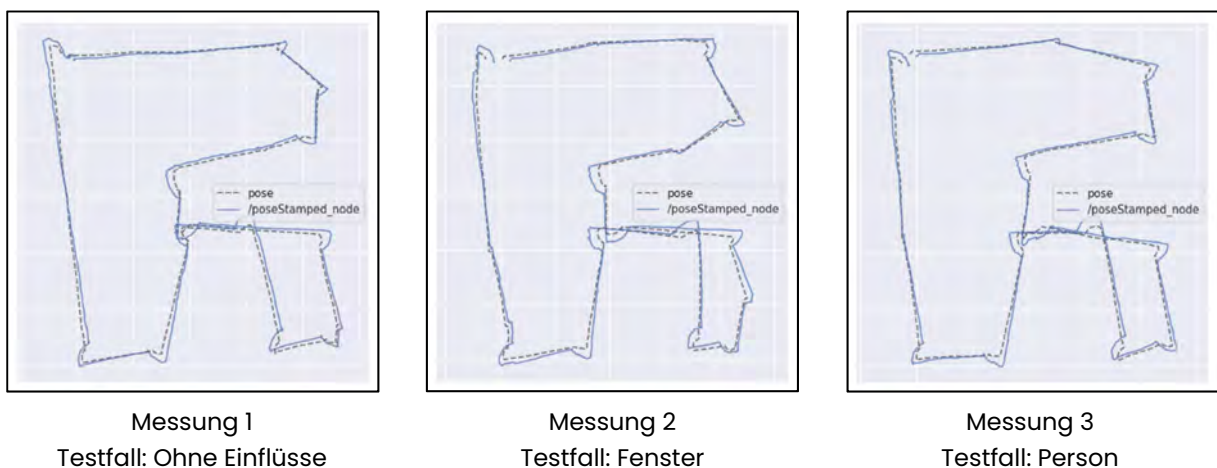 pose
/poseStamped_node
pose
/poseStamped_node
pose
/poseStamped_node
Messung 1
Testfall: Ohne Einflüsse
Messung 2
Testfall: Fenster
Messung 3
Testfall: Person